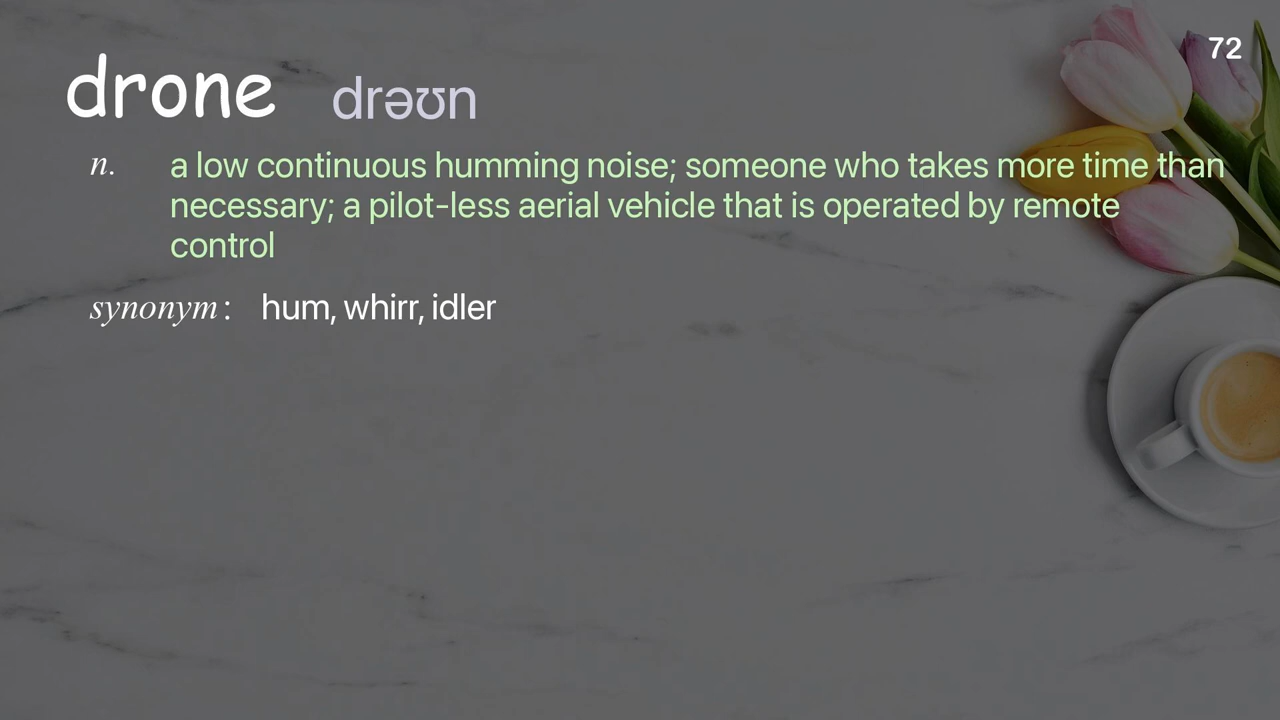 72
drone drəʊn
n. a low continuous humming noise; someone who takes more time than
necessary; a pilot-less aerial vehicle that is operated by remote
control
synonym: hum, whirr, idler